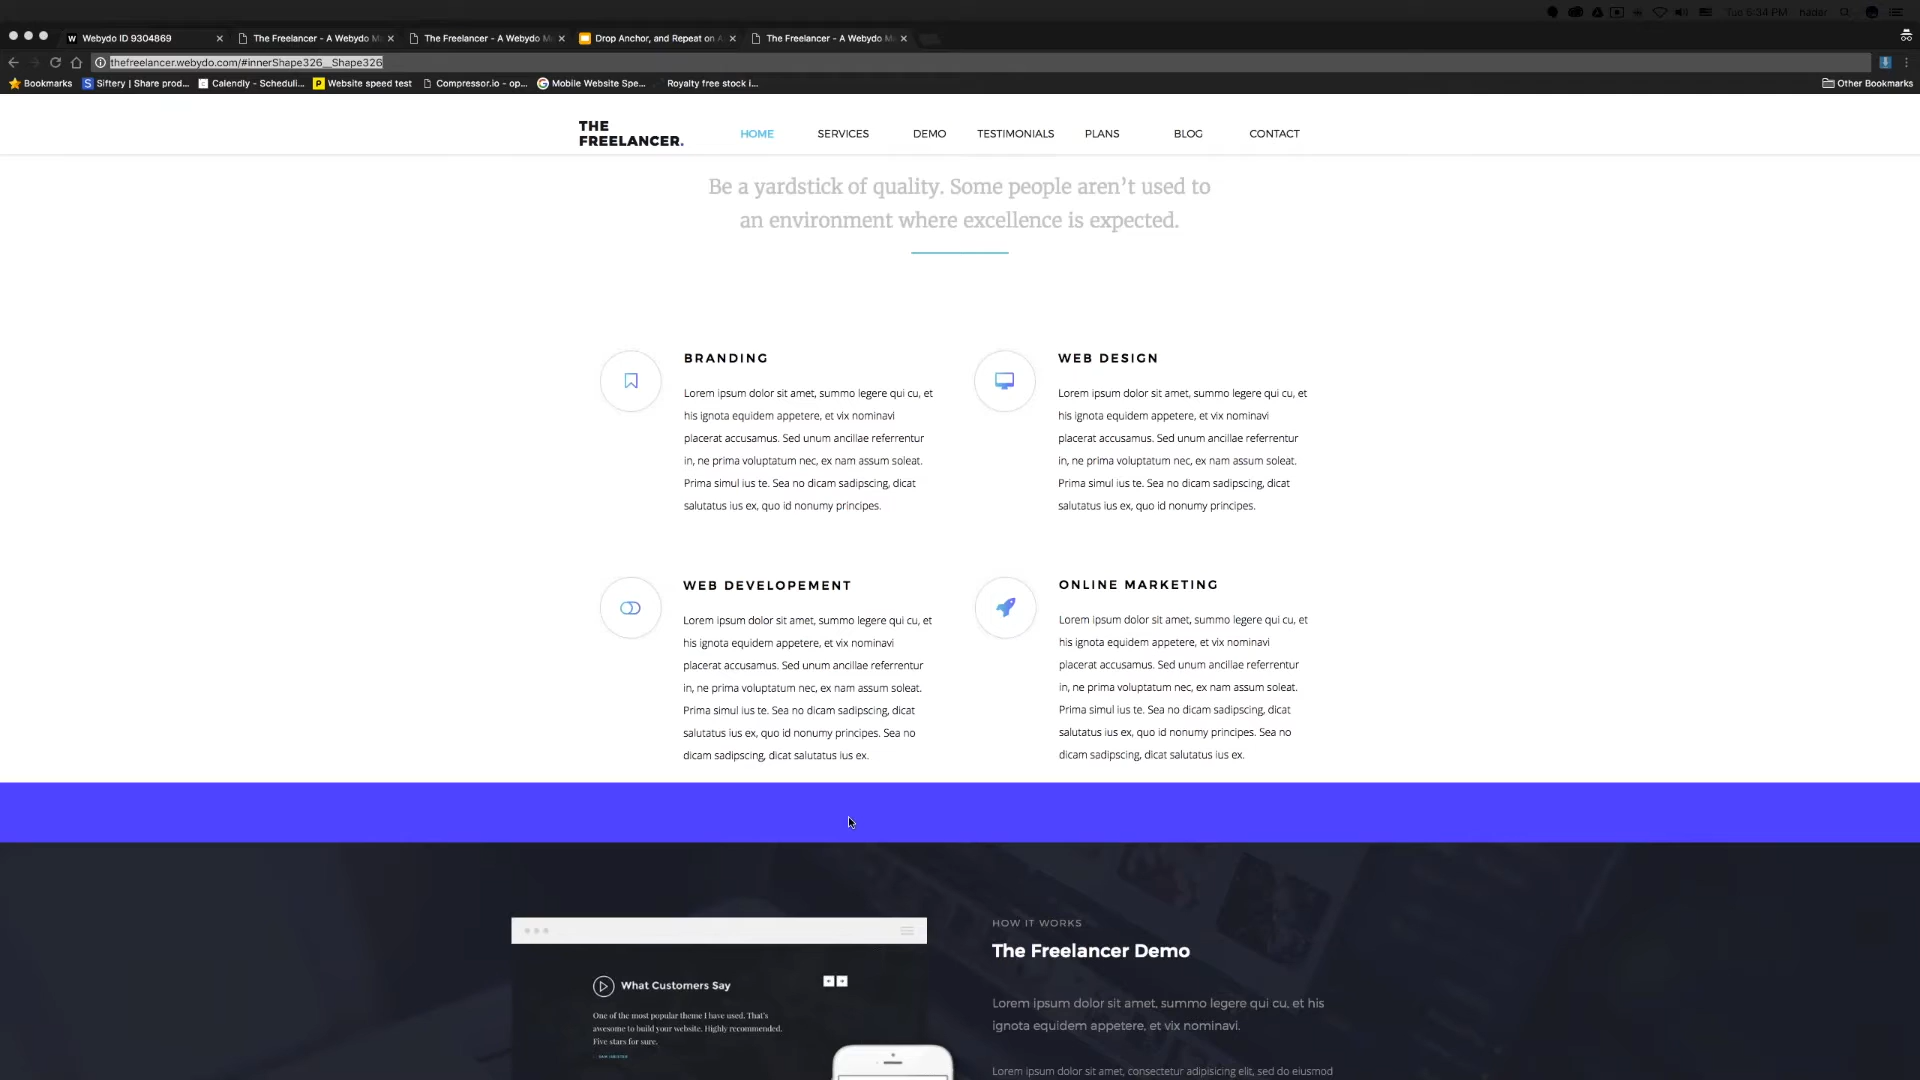 Tue 6:34 PM
Webydo ID 9304869
The Freelancer - A Webydo
The Freelancer - A Webydo
Drop Anchor, and Repeat on
The Freelancer - A Webydo
thefreelancer.webydo.com/#innerShape326__Shape326
Bookmarks
Siftery | Share prod...
Calendly - Scheduli...
Website speed test
Compressor.io - op...
Mobile Website Spe...
Royalty free stock i...
Other Bookmarks
THE
FREELANCER.
HOME
SERVICES
DEMO
TESTIMONIALS
PLANS
BLOG
CONTACT
Be a yardstick of quality. Some people aren't used to
an environment where excellence is expected.
BRANDING
Lorem ipsum dolor sit amet, summo legere qui cu, et
his ignota equidem appetere, et vix nominavi
placerat accusamus. Sed unum ancillae referrentur
in, ne prima voluptatum nec, ex nam assum soleat.
Prima simul ius te. Sea no dicam sadipscing, dicat
salutatus ius ex, quo id nonumy principes.
WEB DESIGN
Lorem ipsum dolor sit amet, summo legere qui cu, et
his ignota equidem appetere, et vix nominavi
placerat accusamus. Sed unum ancillae referrentur
in, ne prima voluptatum nec, ex nam assum soleat.
Prima simul ius te. Sea no dicam sadipscing, dicat
salutatus ius ex, quo id nonumy principes.
WEB DEVELOPEMENT
Lorem ipsum dolor sit amet, summo legere qui cu, et
his ignota equidem appetere, et vix nominavi
placerat accusamus. Sed unum ancillae referrentur
in, ne prima voluptatum nec, ex nam assum soleat.
Prima simul ius te. Sea no dicam sadipscing, dicat
salutatus ius ex, quo id nonumy principes. Sea no
dicam sadipscing, dicat salutatus ius ex.
ONLINE MARKETING
Lorem ipsum dolor sit amet, summo legere qui cu, et
his ignota equidem appetere, et vix nominavi
placerat accusamus. Sed unum ancillae referrentur
in, ne prima voluptatum nec, ex nam assum soleat.
Prima simul ius te. Sea no dicam sadipscing, dicat
salutatus ius ex, quo id nonumy principes. Sea no
dicam sadipscing, dicat salutatus ius ex.
What Customers Say
One of the most popular theme I have used. That's
awesome to build your website. Highly recommended.
Five stars for sure.
HOW IT WORKS
The Freelancer Demo
Lorem ipsum dolor sit amet, summo legere qui cu, et his
ignota equidem appetere, et vix nominavi.
Lorem ipsum dolor sit amet, consectetur adipisicing elit, sed do eiusmod